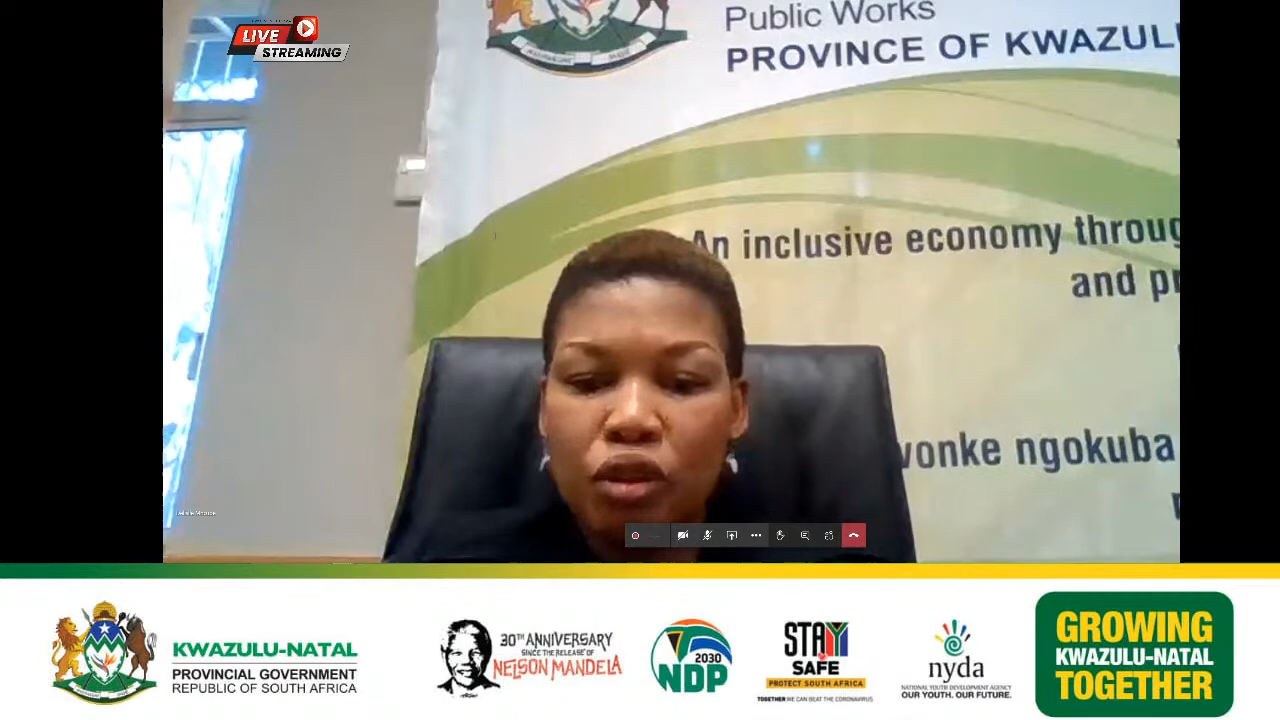 LIVE
STREAMING
Public Works
PROVINCE OF KWAZUL
An inclusive economy throug
and pr
vonke ngokuba
KWAZULU-NATAL
PROVINCIAL GOVERNMENT
REPUBLIC OF SOUTH AFRICA
30TH ANNIVERSARY
SINCE THE RELEASE OF
NELSON MANDELA
2030
NDP
STAY
SAFE
PROTECT SOUTH AFRICA
TOGETHER WE CAN BEAT THE CORONAVIRUS
nyda
NATIONAL YOUTH DEVELOPMENT AGENCY
OUR YOUTH. OUR FUTURE.
GROWING
KWAZULU-NATAL
TOGETHER